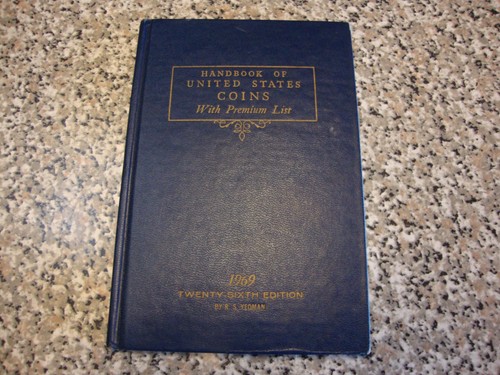 HANDBOOK OF
UNITED STATES
COINS
With Premium List
1969
TWENTY-SIXTH EDITION
BY R. S. YEOMAN